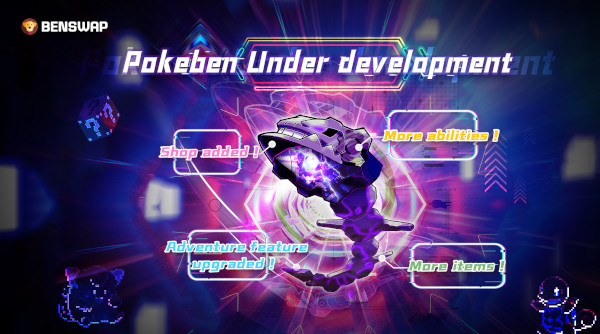 BENSWAP
Pokeben Under development
More abilities !
Shop added !
Adventure feature
upgraded !
More items !